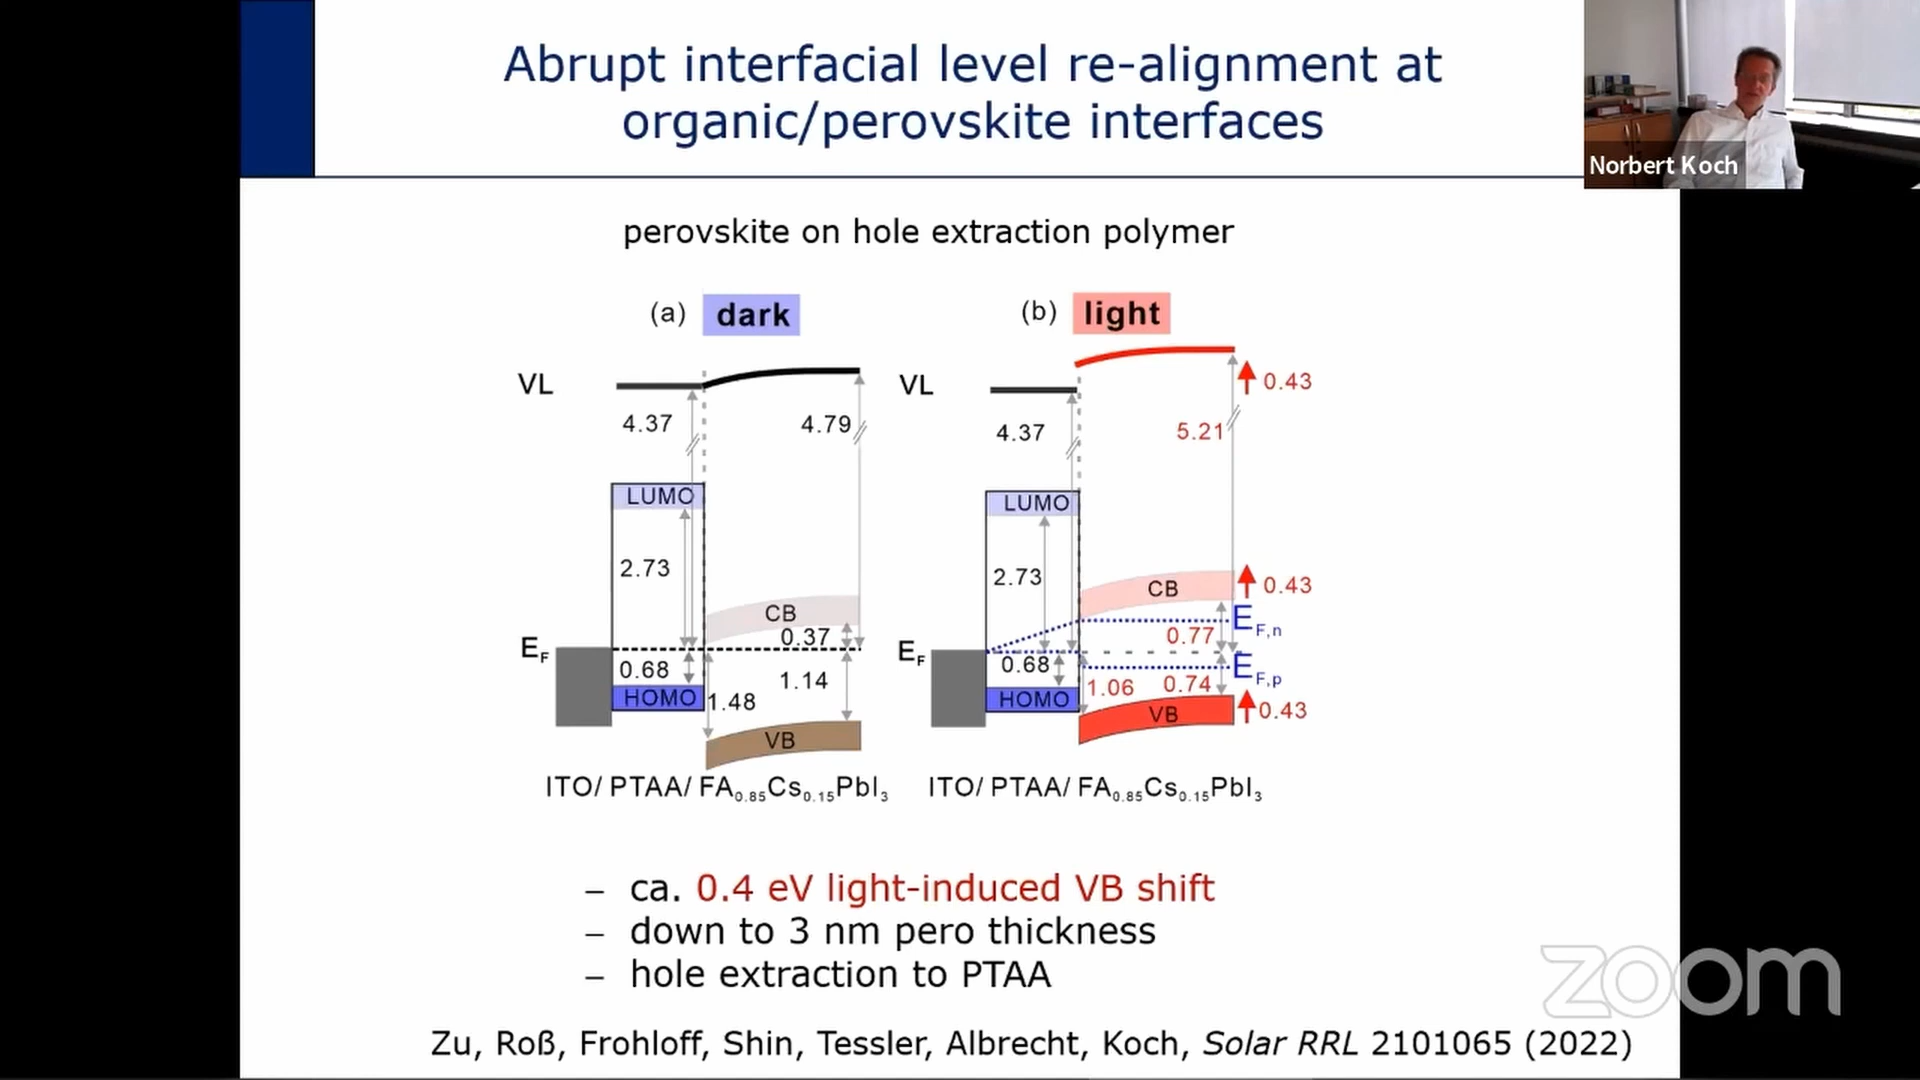 Abrupt interfacial level re-alignment at
organic/perovskite interfaces
Norbert Koch
perovskite on hole extraction polymer
(a) dark
VL
4.37
4.79
LUMO
2.73
CB
0.37
EF
0.68
1.14
HOMO
1.48
VB
ITO/ PTAA/ FA0.85Cs0.15PbI3
(b) light
VL
0.43
4.37
5.21
LUMO
2.73
CB
0.43
EF,n
0.77
EF
0.68
EF,p
1.06
0.74
HOMO
VB
0.43
ITO/ PTAA/ FA0.85Cs0.15PbI3
– ca. 0.4 eV light-induced VB shift
– down to 3 nm pero thickness
– hole extraction to PTAA
zoom
Zu, Roß, Frohloff, Shin, Tessler, Albrecht, Koch, Solar RRL 2101065 (2022)